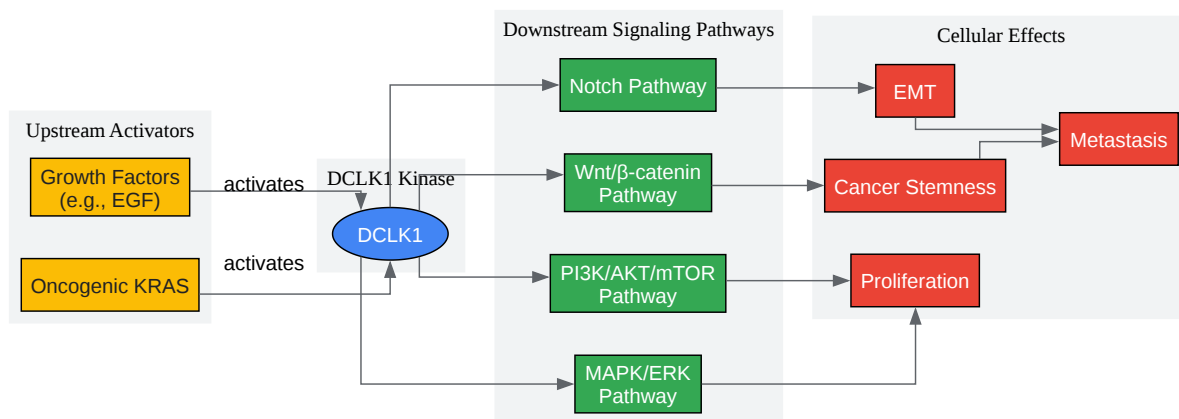 Upstream Activators
Growth Factors
(e.g., EGF)
Oncogenic KRAS
activates
activates
DCLK1 Kinase
DCLK1
Downstream Signaling Pathways
Notch Pathway
Wnt/β-catenin
Pathway
PI3K/AKT/mTOR
Pathway
MAPK/ERK
Pathway
Cellular Effects
EMT
Cancer Stemness
Proliferation
Metastasis